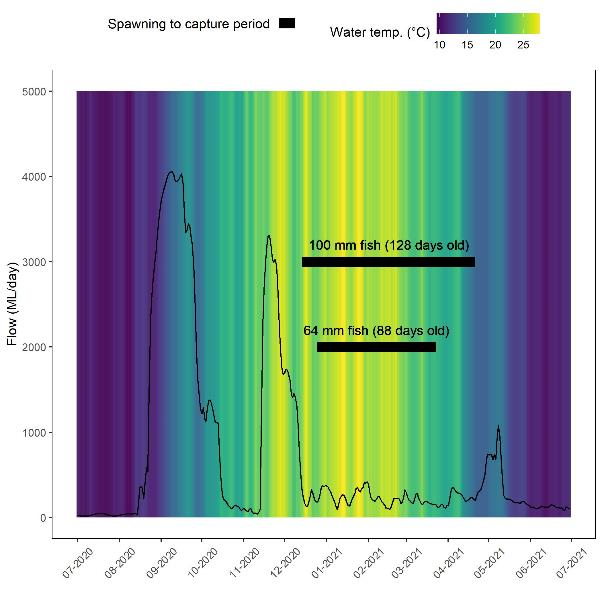 Spawning to capture period
Water temp. (°C)
10 15 20 25
Flow (ML/day)
5000
4000
3000
2000
1000
0
100 mm fish (128 days old)
64 mm fish (88 days old)
07-2020 08-2020 09-2020 10-2020 11-2020 12-2020 01-2021 02-2021 03-2021 04-2021 05-2021 06-2021 07-2021